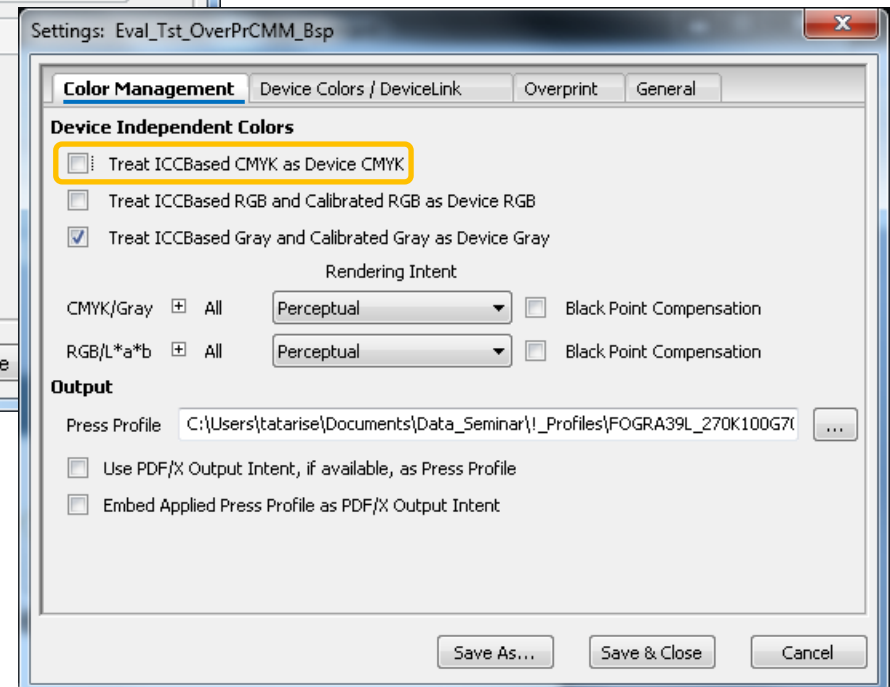 Settings: Eval_Tst_OverPrCMM_Bsp
Color Management Device Colors / DeviceLink Overprint General
Device Independent Colors
Treat ICCBased CMYK as Device CMYK
Treat ICCBased RGB and Calibrated RGB as Device RGB
Treat ICCBased Gray and Calibrated Gray as Device Gray
Rendering Intent
CMYK/Gray All Perceptual Black Point Compensation
RGB/L*a*b All Perceptual Black Point Compensation
e
Output
Press Profile C:\Users\tatarise\Documents\Data_Seminar\!_Profiles\FOGRA39L_270K100G7( ...
Use PDF/X Output Intent, if available, as Press Profile
Embed Applied Press Profile as PDF/X Output Intent
Save As... Save & Close Cancel